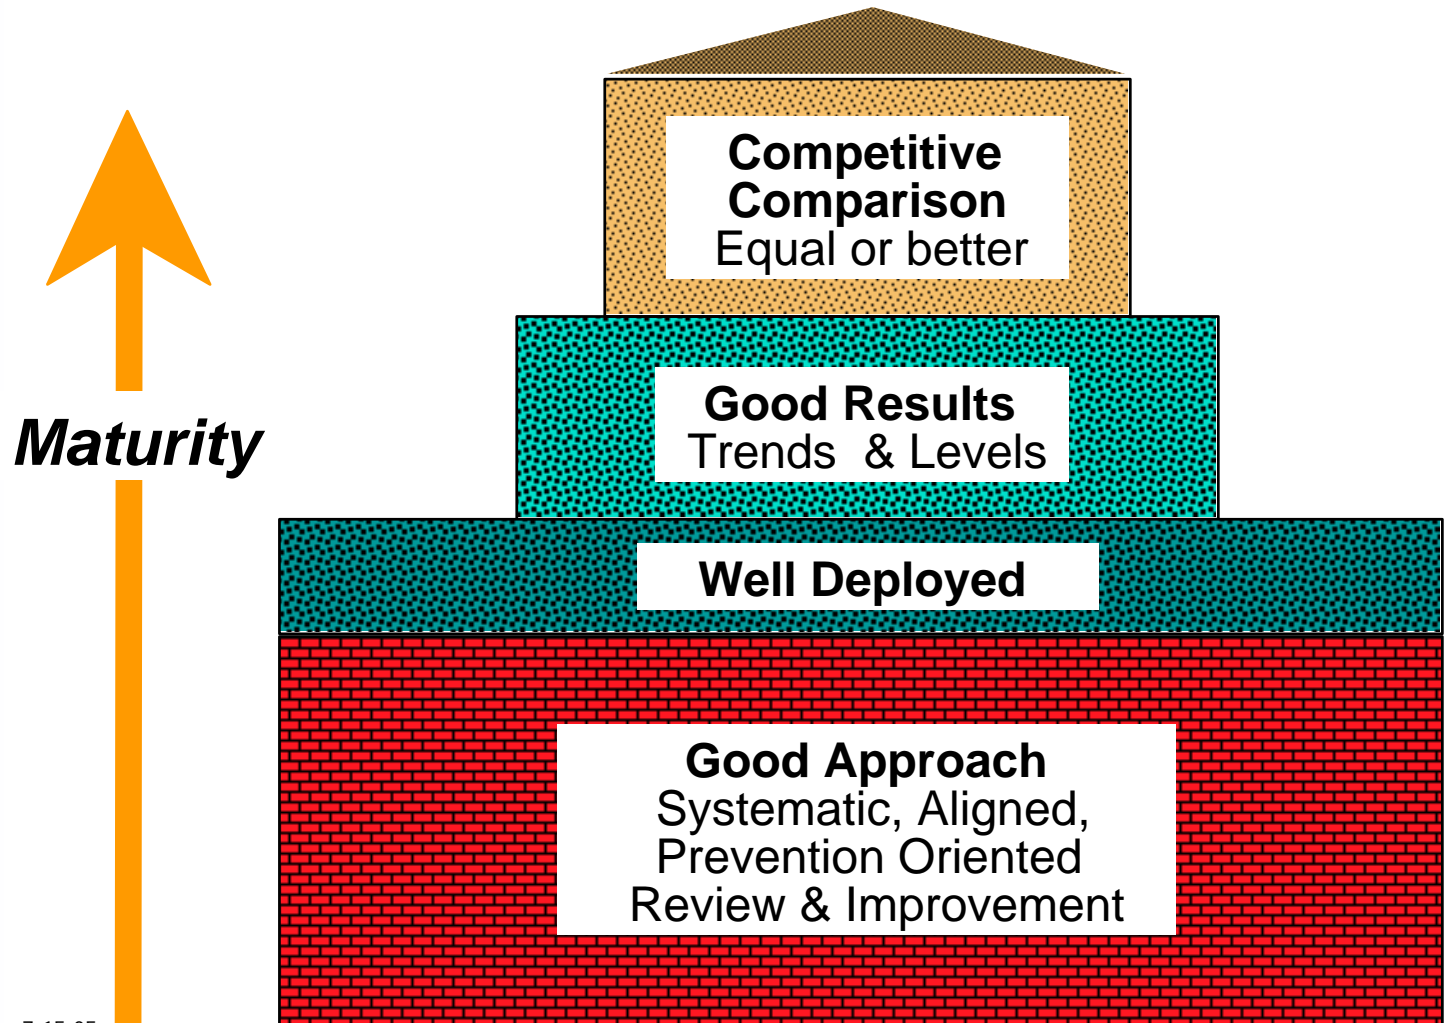 Competitive
Comparison
Equal or better
Good Results
Trends & Levels
Maturity
Well Deployed
Good Approach
Systematic, Aligned,
Prevention Oriented
Review & Improvement